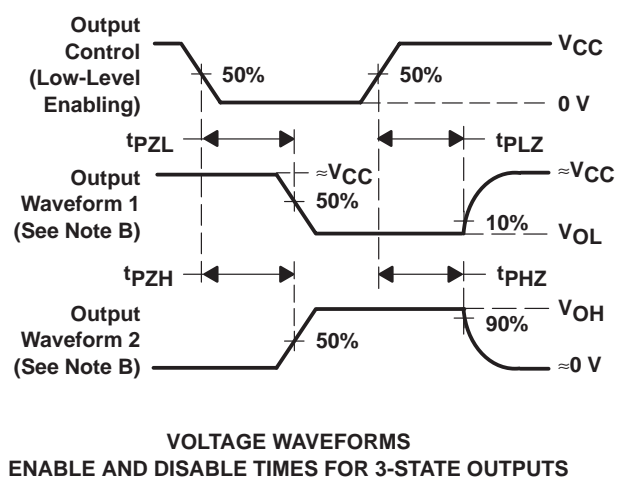 Output
Control
(Low-Level
Enabling)
50%
50%
VCC
0 V
tPZL
tPLZ
Output
Waveform 1
(See Note B)
≈VCC
50%
≈VCC
10%
VOL
tPZH
tPHZ
Output
Waveform 2
(See Note B)
50%
VOH
90%
≈0 V
VOLTAGE WAVEFORMS
ENABLE AND DISABLE TIMES FOR 3-STATE OUTPUTS